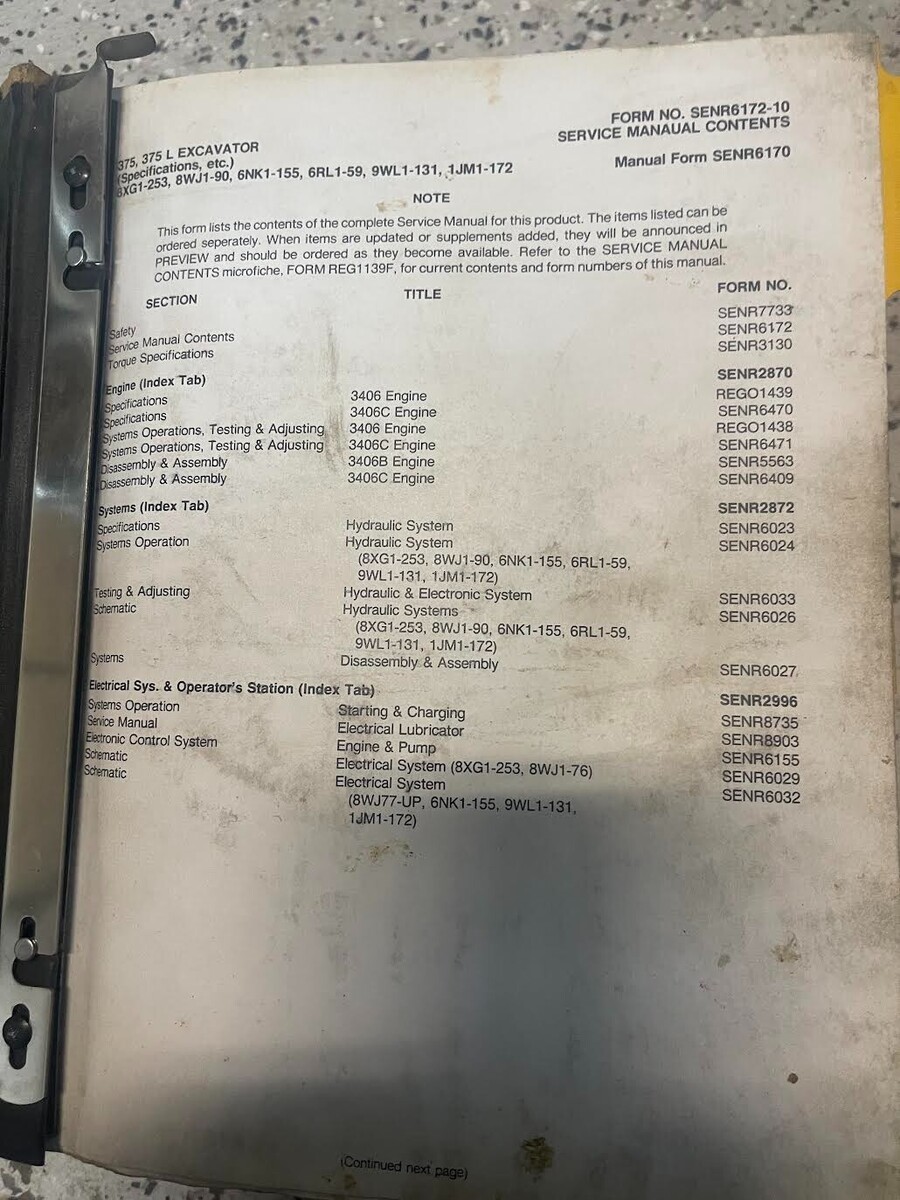 FORM NO. SENR6172-10
SERVICE MANAUAL CONTENTS
375, 375 L EXCAVATOR
(Specifications, etc.)
8XG1-253, 8WJ1-90, 6NK1-155, 6RL1-59, 9WL1-131, 1JM1-172
Manual Form SENR6170
NOTE
This form lists the contents of the complete Service Manual for this product. The items listed can be
ordered seperately. When items are updated or supplements added, they will be announced in
PREVIEW and should be ordered as they become available. Refer to the SERVICE MANUAL
CONTENTS microfiche, FORM REG1139F, for current contents and form numbers of this manual.
SECTION TITLE FORM NO.
Safety SENR7733
Service Manual Contents SENR6172
Torque Specifications SENR3130
Engine (Index Tab) SENR2870
Specifications 3406 Engine REGO1439
Specifications 3406C Engine SENR6470
Systems Operations, Testing & Adjusting 3406 Engine REGO1438
Systems Operations, Testing & Adjusting 3406C Engine SENR6471
Disassembly & Assembly 3406B Engine SENR5563
Disassembly & Assembly 3406C Engine SENR6409
Systems (Index Tab) SENR2872
Specifications Hydraulic System SENR6023
Systems Operation Hydraulic System SENR6024
(8XG1-253, 8WJ1-90, 6NK1-155, 6RL1-59,
9WL1-131, 1JM1-172)
Testing & Adjusting Hydraulic & Electronic System SENR6033
Schematic Hydraulic Systems SENR6026
(8XG1-253, 8WJ1-90, 6NK1-155, 6RL1-59,
9WL1-131, 1JM1-172)
Systems Disassembly & Assembly SENR6027
Electrical Sys. & Operator's Station (Index Tab) SENR2996
Systems Operation Starting & Charging SENR8735
Service Manual Electrical Lubricator SENR8903
Electronic Control System Engine & Pump SENR6155
Schematic Electrical System (8XG1-253, 8WJ1-76) SENR6029
Schematic Electrical System SENR6032
(8WJ77-UP, 6NK1-155, 9WL1-131,
1JM1-172)
(Continued next page)